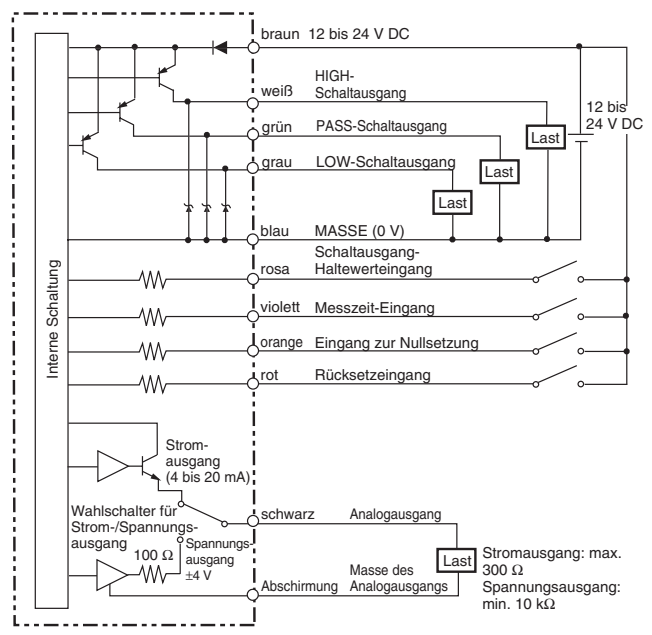 braun 12 bis 24 V DC
HIGH-
weiß Schaltausgang
12 bis
24 V DC
grün PASS-Schaltausgang
Last
grau LOW-Schaltausgang
Last
Last
blau MASSE (0 V)
Schaltausgang-
rosa Haltewerteingang
Interne Schaltung
violett Messzeit-Eingang
orange Eingang zur Nullsetzung
rot Rücksetzeingang
Strom-
ausgang
(4 bis 20 mA)
Wahlschalter für
Strom-/Spannungs-
ausgang
schwarz Analogausgang
100 Ω
Spannungs-
ausgang
±4 V
Last
Stromausgang: max.
300 Ω
Spannungsausgang:
min. 10 kΩ
Masse des
Abschirmung Analogausgangs